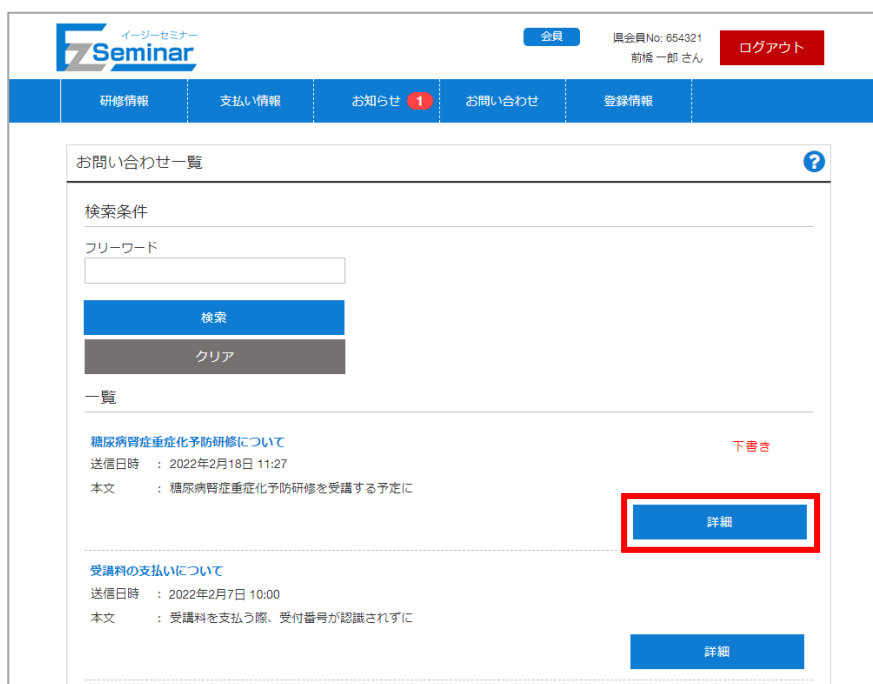 イージーセミナー
EZ Seminar
会員
県会員No: 654321
前橋 一郎 さん
ログアウト
研修情報
支払い情報
お知らせ 1
お問い合わせ
登録情報
お問い合わせ一覧
?
検索条件
フリーワード
検索
クリア
一覧
糖尿病腎症重症化予防研修について
下書き
送信日時 : 2022年2月18日 11:27
本文 : 糖尿病腎症重症化予防研修を受講する予定に
詳細
受講料の支払いについて
送信日時 : 2022年2月7日 10:00
本文 : 受講料を支払う際、受付番号が認識されずに
詳細